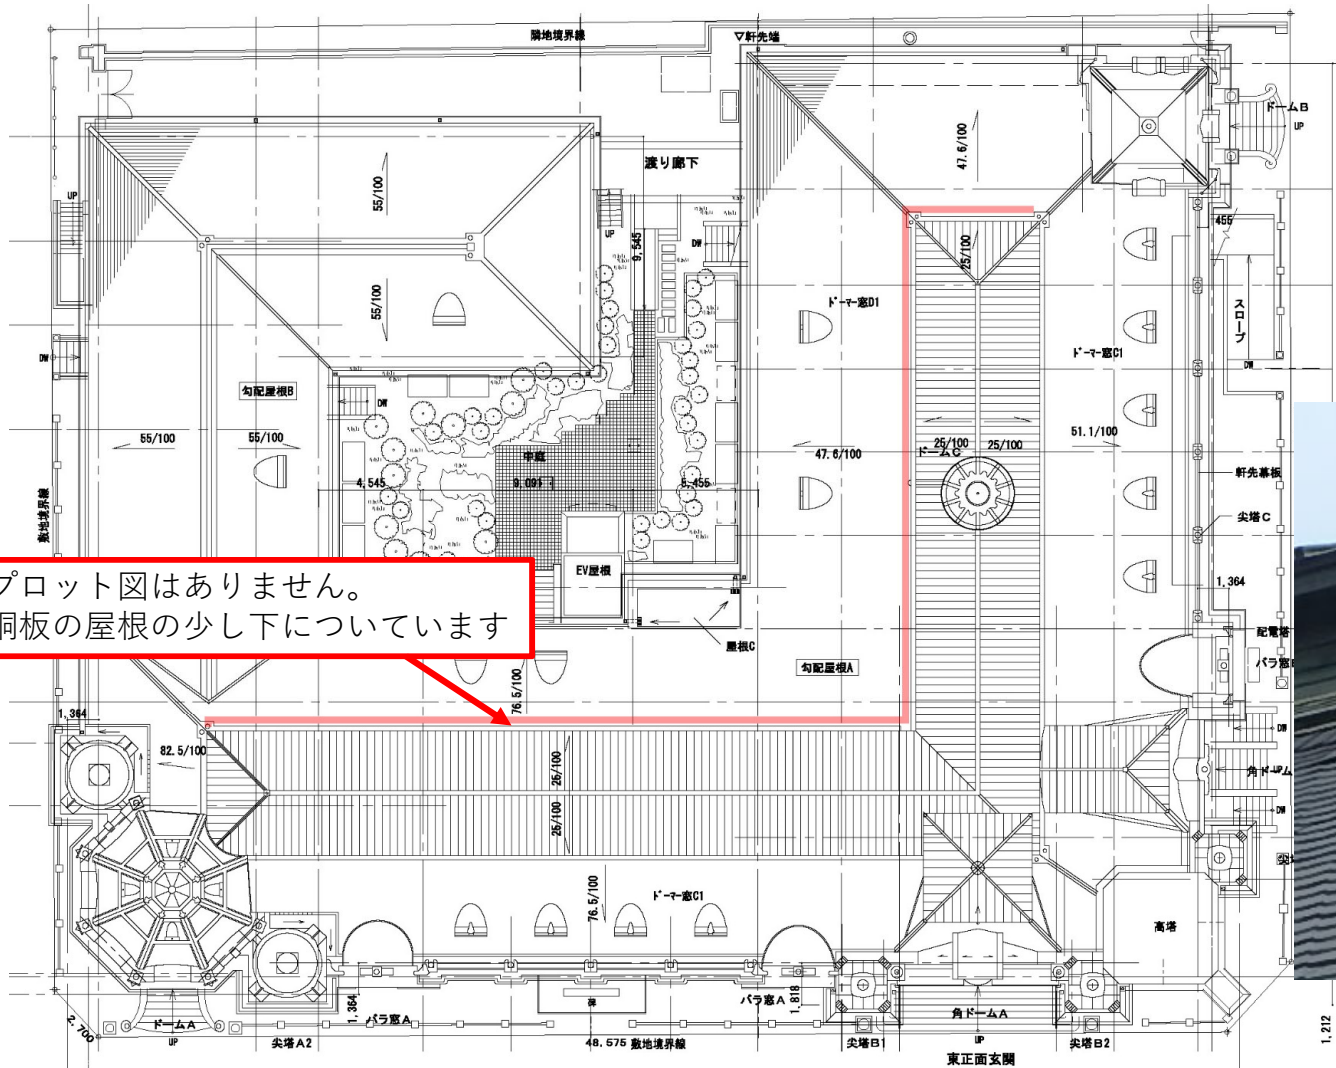 隣地境界線
▽軒先端
ドームB
UP
渡り廊下
47.6/100
55/100
UP
UP
DW
9,545
455
25/100
スロープ
ドーマー窓D1
ドーマー窓C1
55/100
DW
DW
勾配屋根B
DW
55/100
55/100
中庭
47.6/100
25/100
25/100
ドームC
51.1/100
軒先幕板
4,545
9,091
5,455
尖塔C
敷地境界線
プロット図はありません。
銅板の屋根の少し下についています
EV屋根
1,364
屋根C
配電塔
バラ窓B
勾配屋根A
76.5/100
1,364
82.5/100
DW
角ドーム
UP
25/100
25/100
DW
76.5/100
ドーマー窓C1
高塔
1,364
碑
バラ窓A
1,818
バラ窓A
角ドームA
2,700
ドームA
UP
尖塔A2
48,575
敷地境界線
尖塔B1
UP
尖塔B2
東正面玄関
1,212